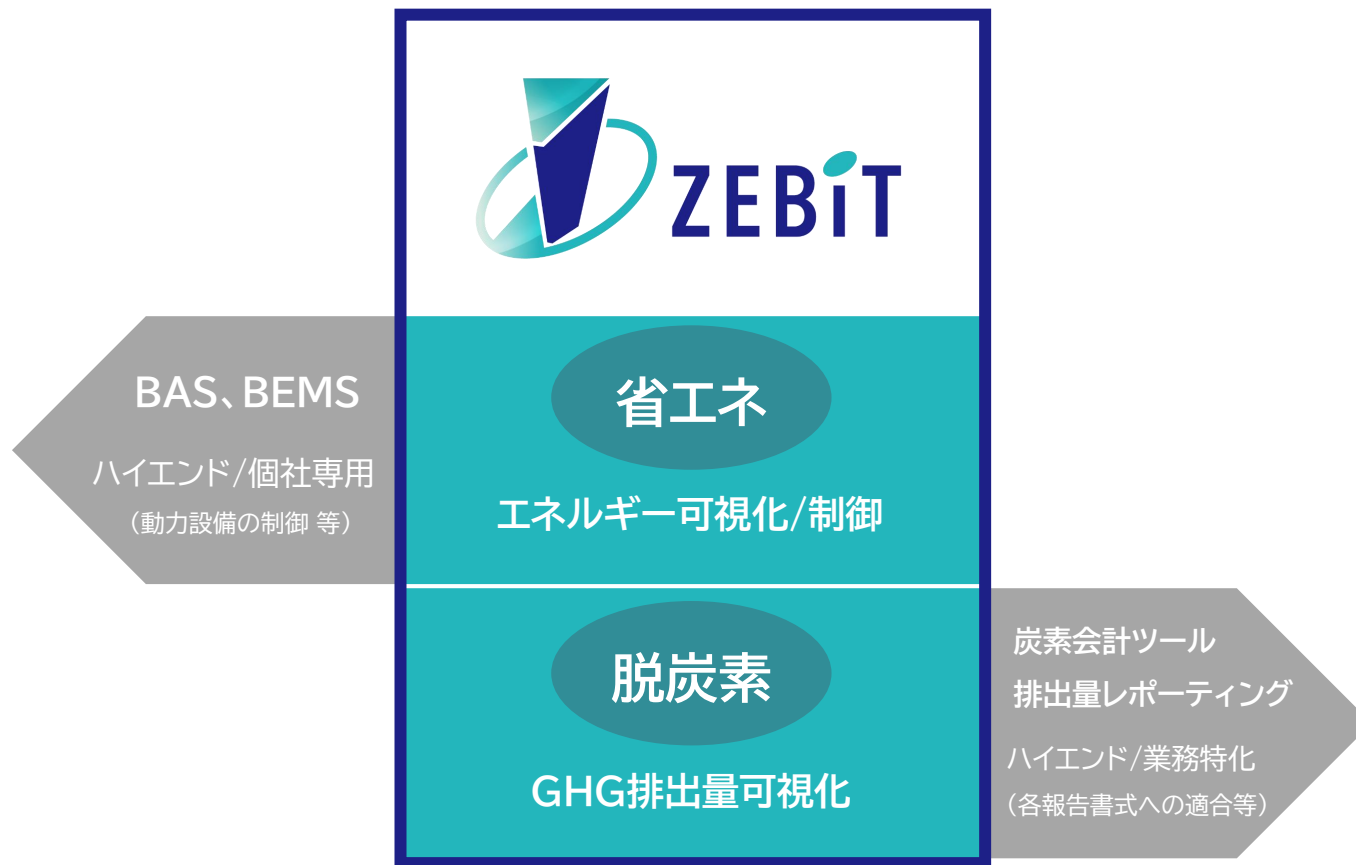 ZEBiT
BAS、BEMS
ハイエンド/個社専用
（動力設備の制御 等）
省エネ
エネルギー可視化/制御
脱炭素
GHG排出量可視化
炭素会計ツール
排出量レポーティング
ハイエンド/業務特化
（各報告書式への適合等）